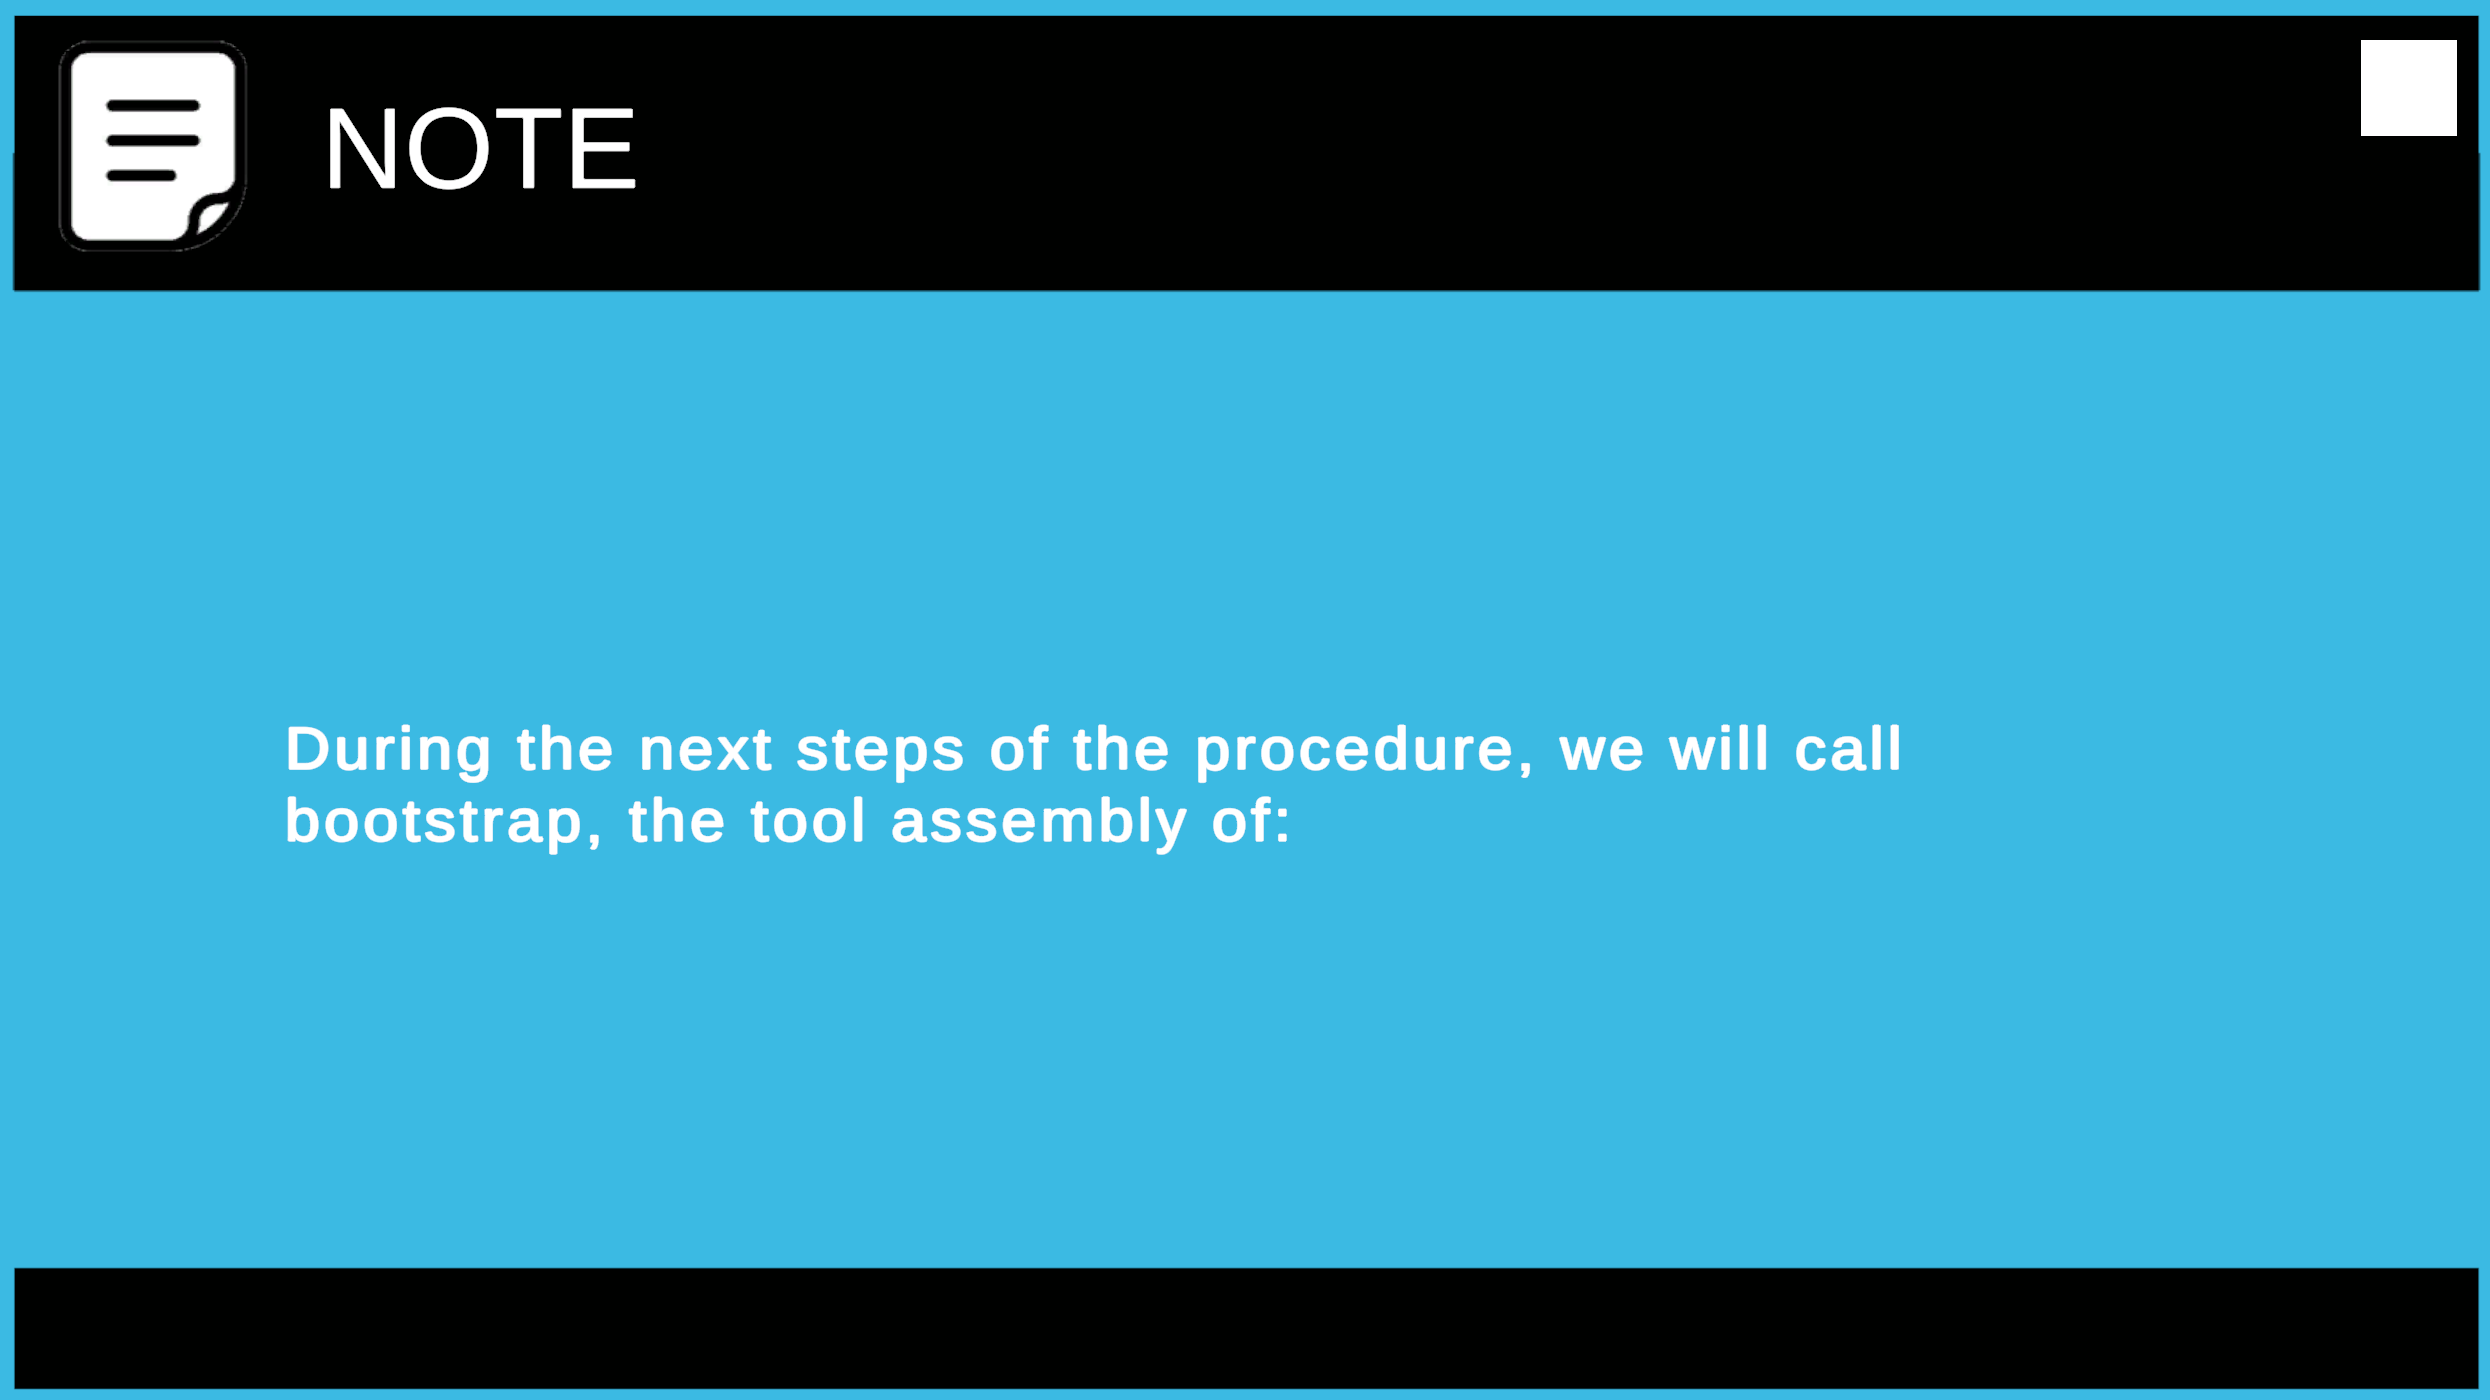 NOTE
During the next steps of the procedure, we will call
bootstrap, the tool assembly of: